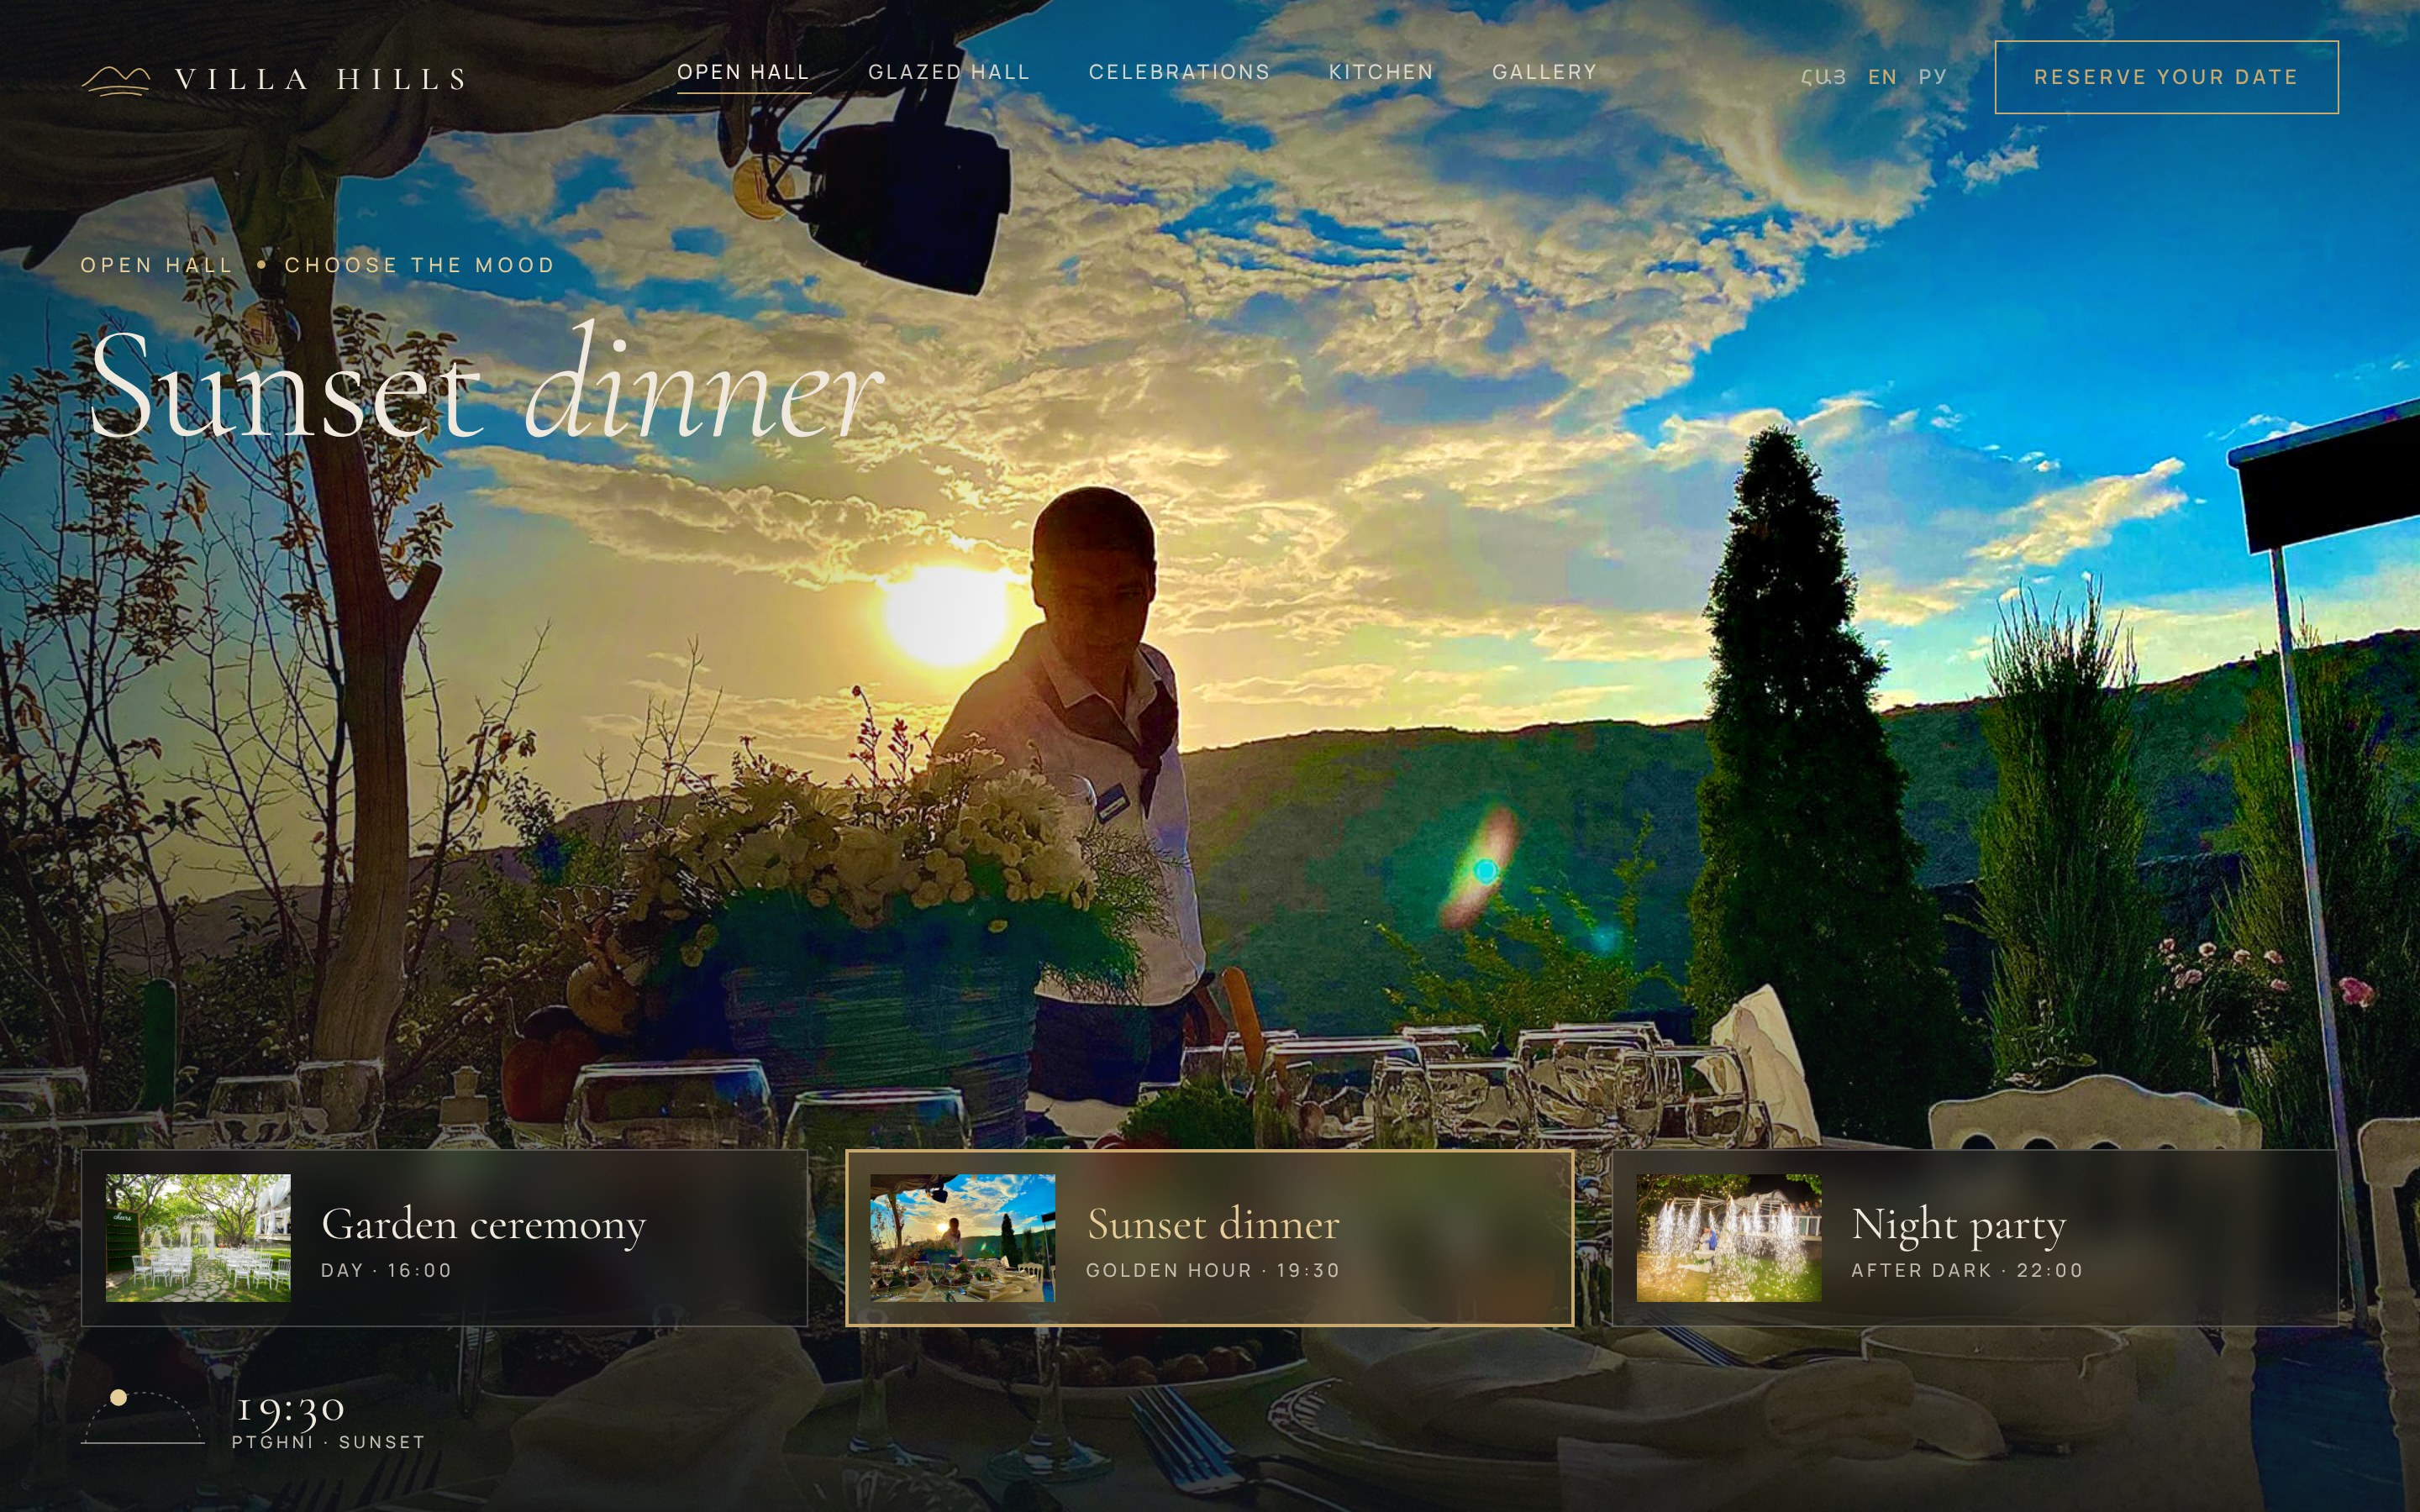 VILLA HILLS
OPEN HALL GLAZED HALL CELEBRATIONS KITCHEN GALLERY
ՀԱՅ EN РУ
RESERVE YOUR DATE
OPEN HALL • CHOOSE THE MOOD
Sunset dinner
Garden ceremony
DAY · 16:00
Sunset dinner
GOLDEN HOUR · 19:30
Night party
AFTER DARK · 22:00
19:30
PTGHNI · SUNSET